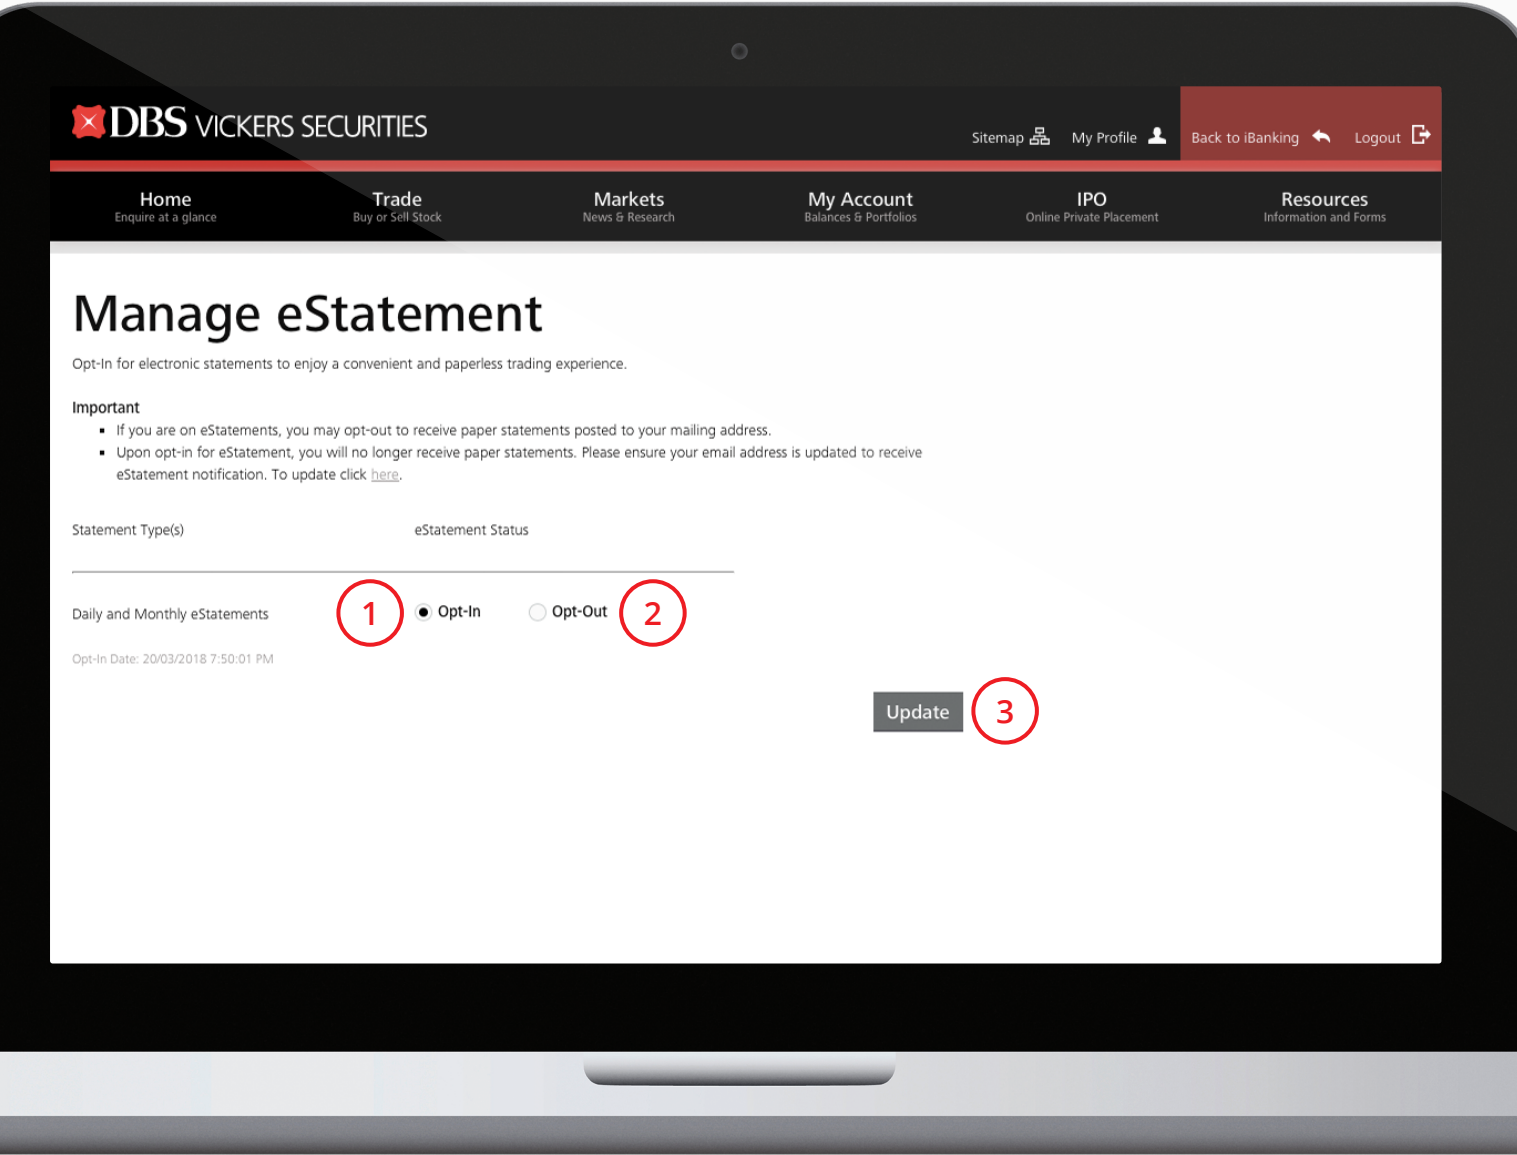 DBS VICKERS SECURITIES
Sitemap My Profile Back to iBanking Logout
Home Trade Markets My Account IPO Resources
Enquire at a glance Buy or Sell Stock News & Research Balances & Portfolios Online Private Placement Information and Forms
Manage eStatement
Opt-In for electronic statements to enjoy a convenient and paperless trading experience.
Important
▪ If you are on eStatements, you may opt-out to receive paper statements posted to your mailing address.
▪ Upon opt-in for eStatement, you will no longer receive paper statements. Please ensure your email address is updated to receive
eStatement notification. To update click here.
Statement Type(s) eStatement Status
Daily and Monthly eStatements 1 Opt-In Opt-Out 2
Opt-In Date: 20/03/2018 7:50:01 PM
Update 3